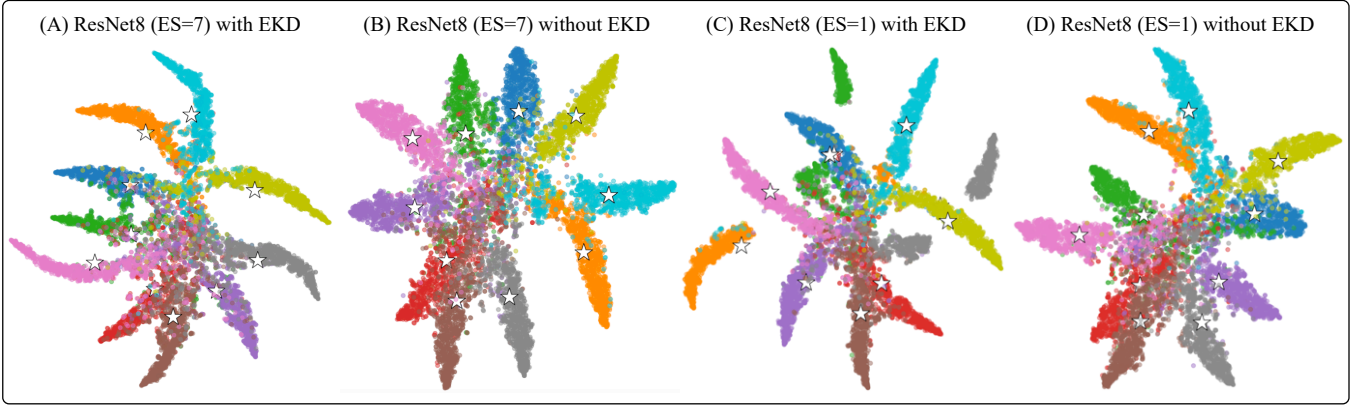 (A) ResNet8 (ES=7) with EKD
(B) ResNet8 (ES=7) without EKD
(C) ResNet8 (ES=1) with EKD
(D) ResNet8 (ES=1) without EKD